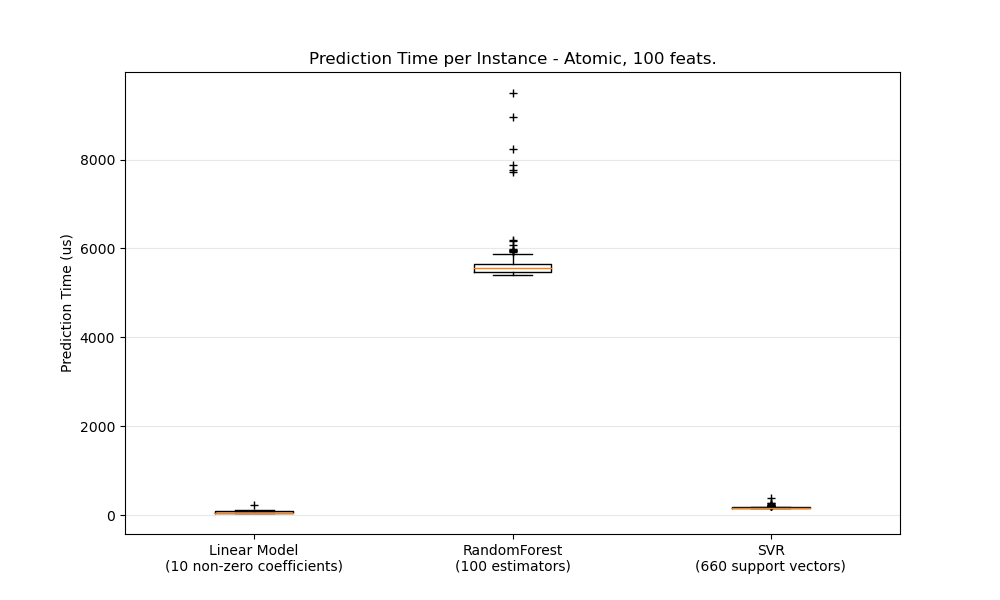 Prediction Time per Instance - Atomic, 100 feats.
Prediction Time (us)
8000
6000
4000
2000
0
Linear Model
(10 non-zero coefficients)
RandomForest
(100 estimators)
SVR
(660 support vectors)